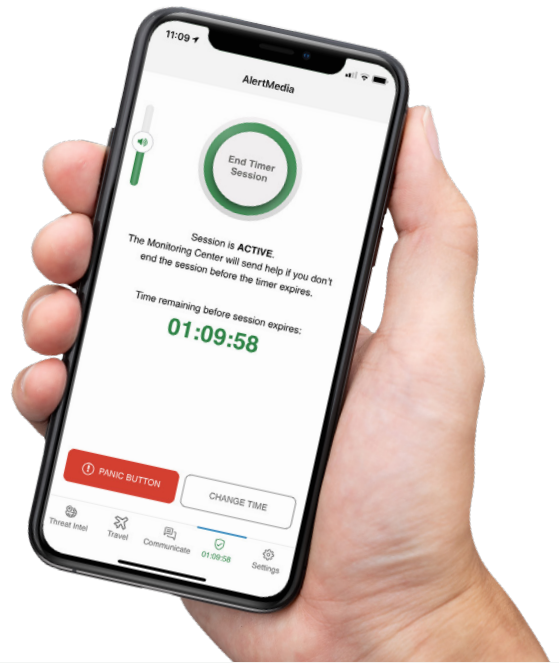 11:09
AlertMedia
End Timer
Session
Session is ACTIVE.
The Monitoring Center will send help if you don't
end the session before the timer expires.
Time remaining before session expires:
01:09:58
PANIC BUTTON
CHANGE TIME
Threat Intel
Travel
Communicate
01:09:58
Settings